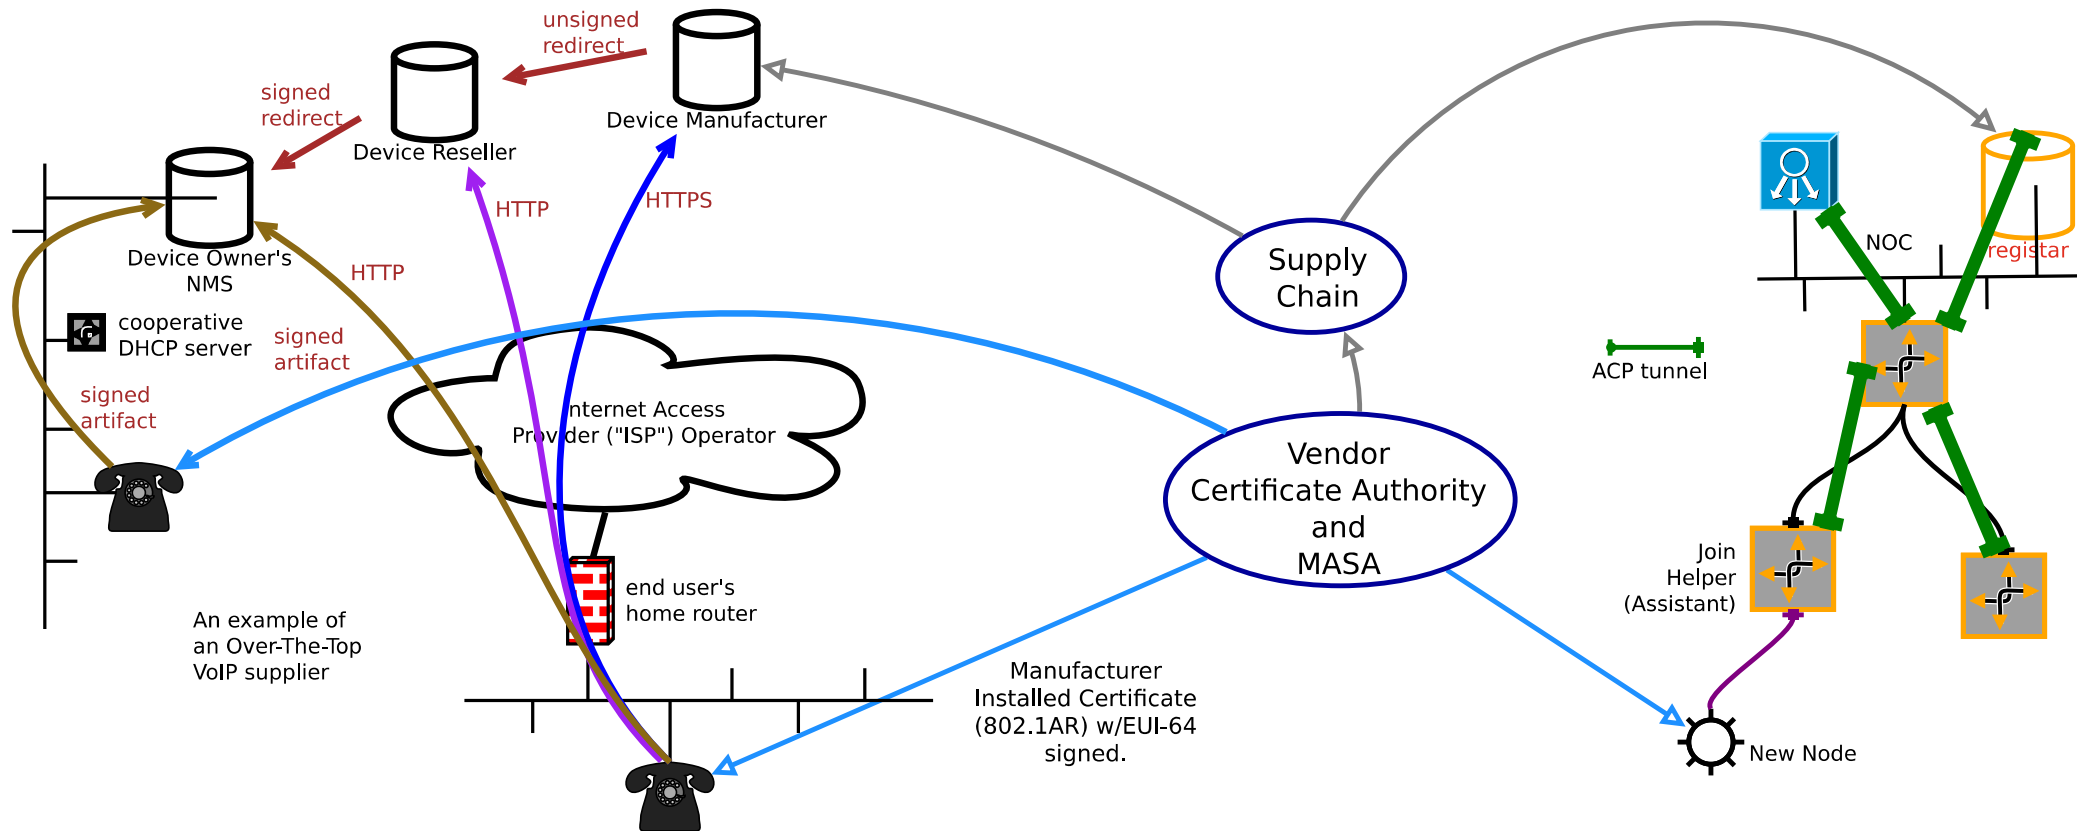 unsigned
redirect
signed
redirect
Device Manufacturer
Device Reseller
HTTP
HTTPS
Device Owner's
NMS
HTTP
cooperative
DHCP server
signed
artifact
signed
artifact
nternet Access
Provider ("ISP") Operator
end user's
home router
An example of
an Over-The-Top
VoIP supplier
Supply
Chain
Vendor
Certificate Authority
and
MASA
Manufacturer
Installed Certificate
(802.1AR) w/EUI-64
signed.
NOC
registar
ACP tunnel
Join
Helper
(Assistant)
New Node